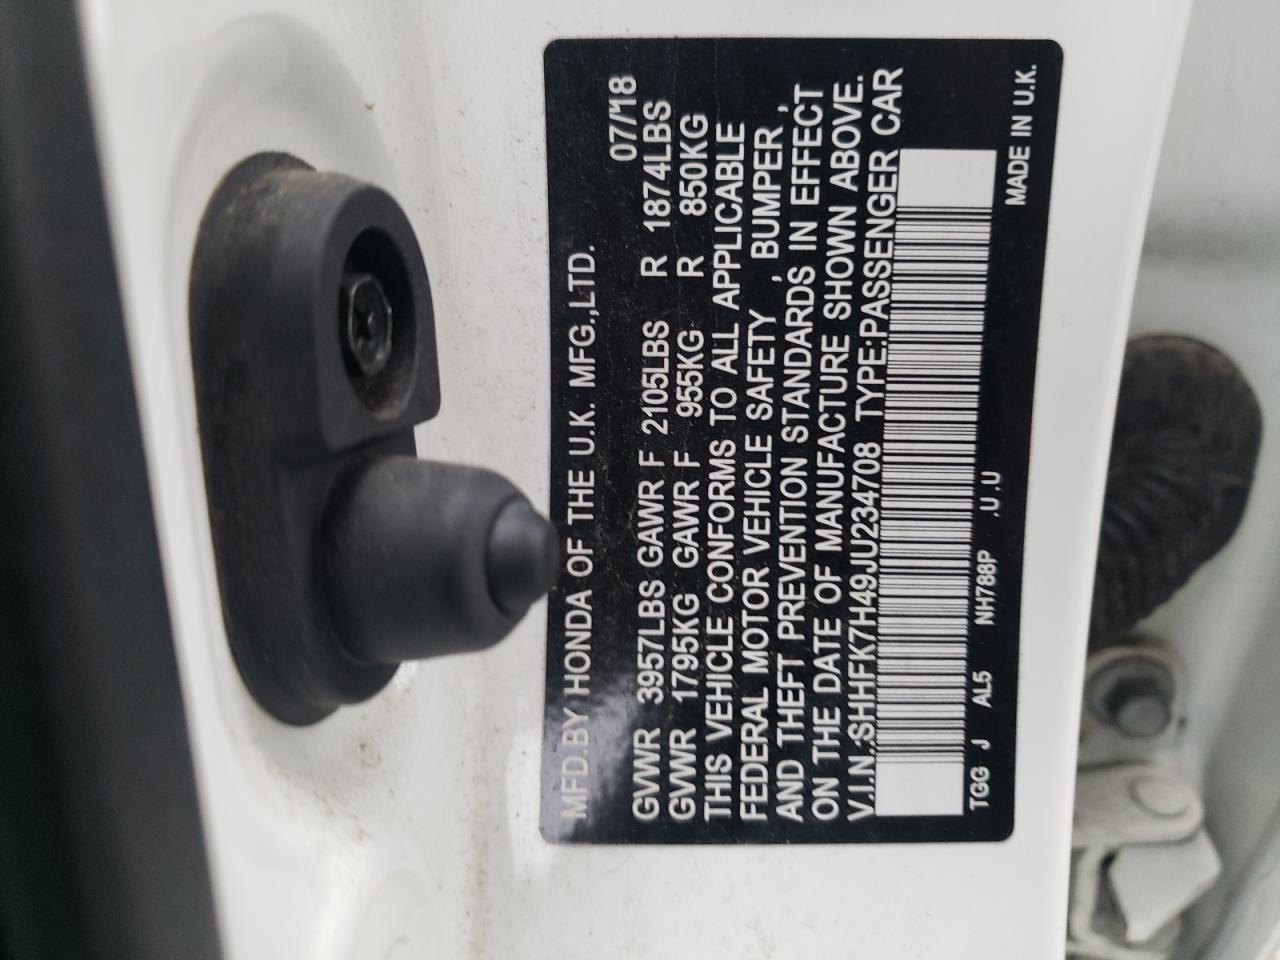 MFD.BY HONDA OF THE U.K. MFG.,LTD.
07/18
GVWR 3957LBS GAWR F 2105LBS R 1874LBS
GVWR 1795KG GAWR F 955KG R 850KG
THIS VEHICLE CONFORMS TO ALL APPLICABLE
FEDERAL MOTOR VEHICLE SAFETY , BUMPER ,
AND THEFT PREVENTION STANDARDS IN EFFECT
ON THE DATE OF MANUFACTURE SHOWN ABOVE.
V.I.N.:SHHFK7H49JU234708 TYPE:PASSENGER CAR
TGG J AL5 NH788P .U .U
MADE IN U.K.